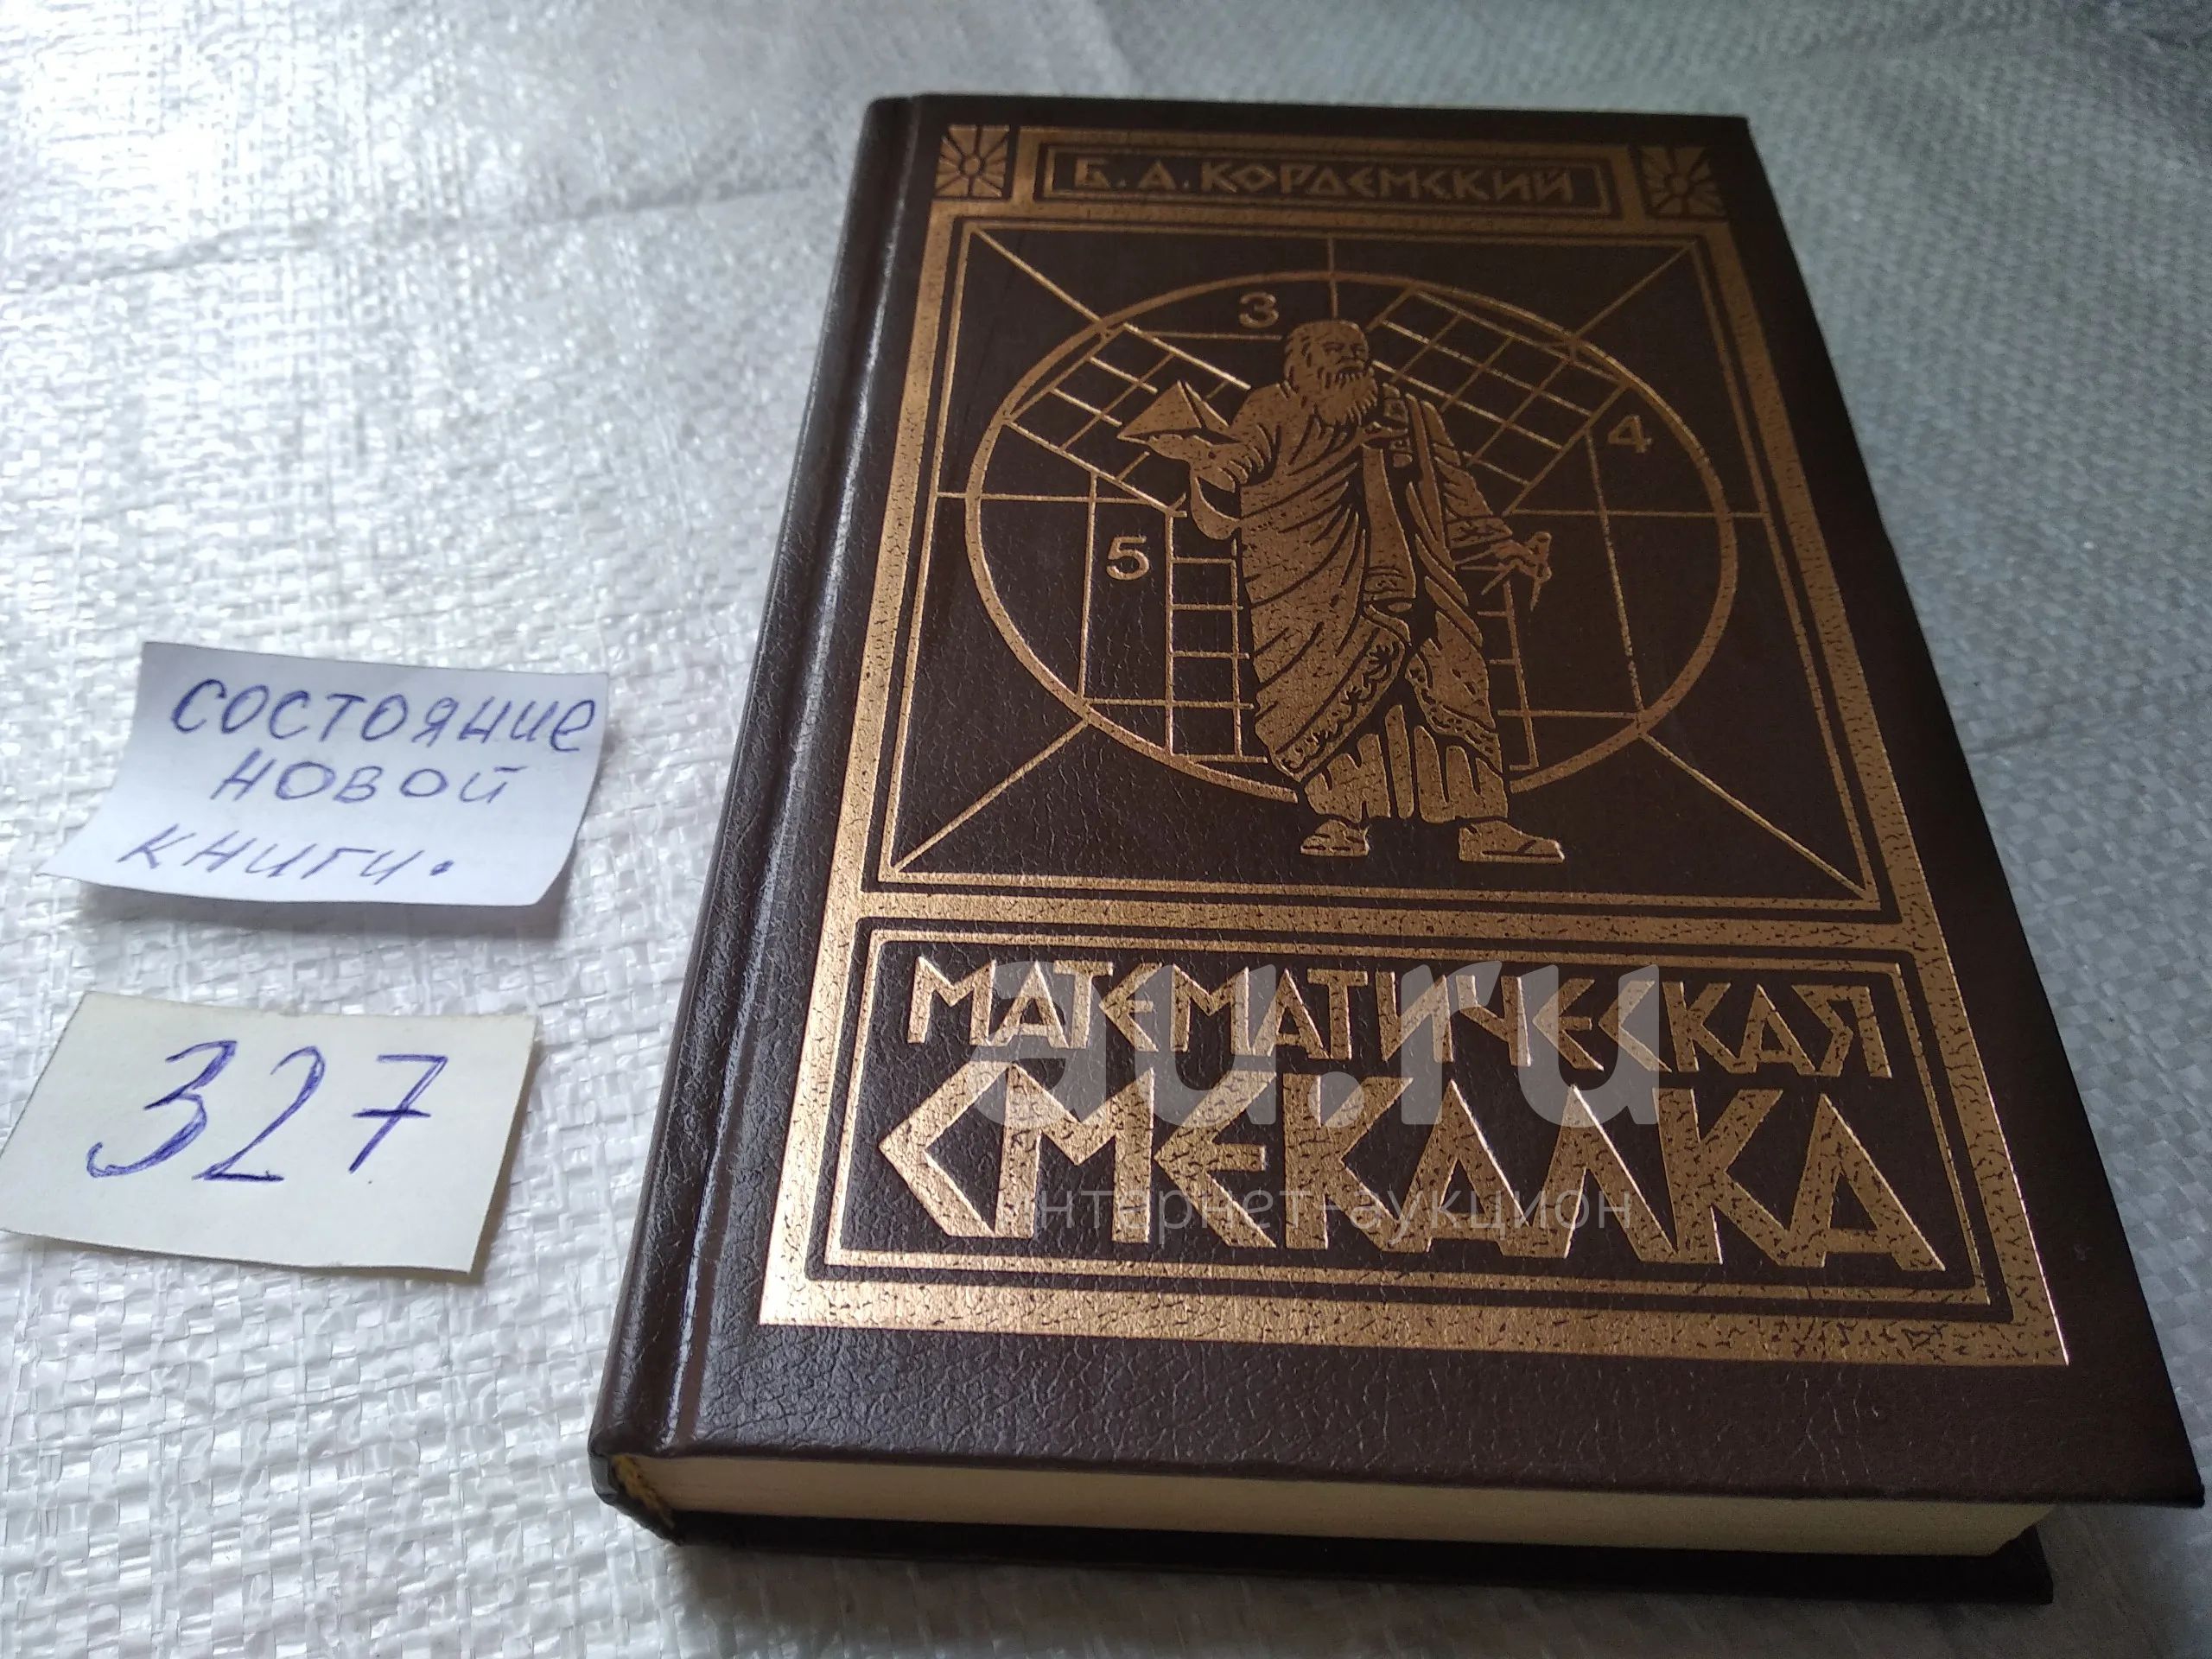 Б.А.КОРДЕМСКИЙ
3
4
5
МАТЕМАТИЧЕСКАЯ
СМЕКАЛКА
au.ru
интернет-аукцион
состояние
новой
книги.
327